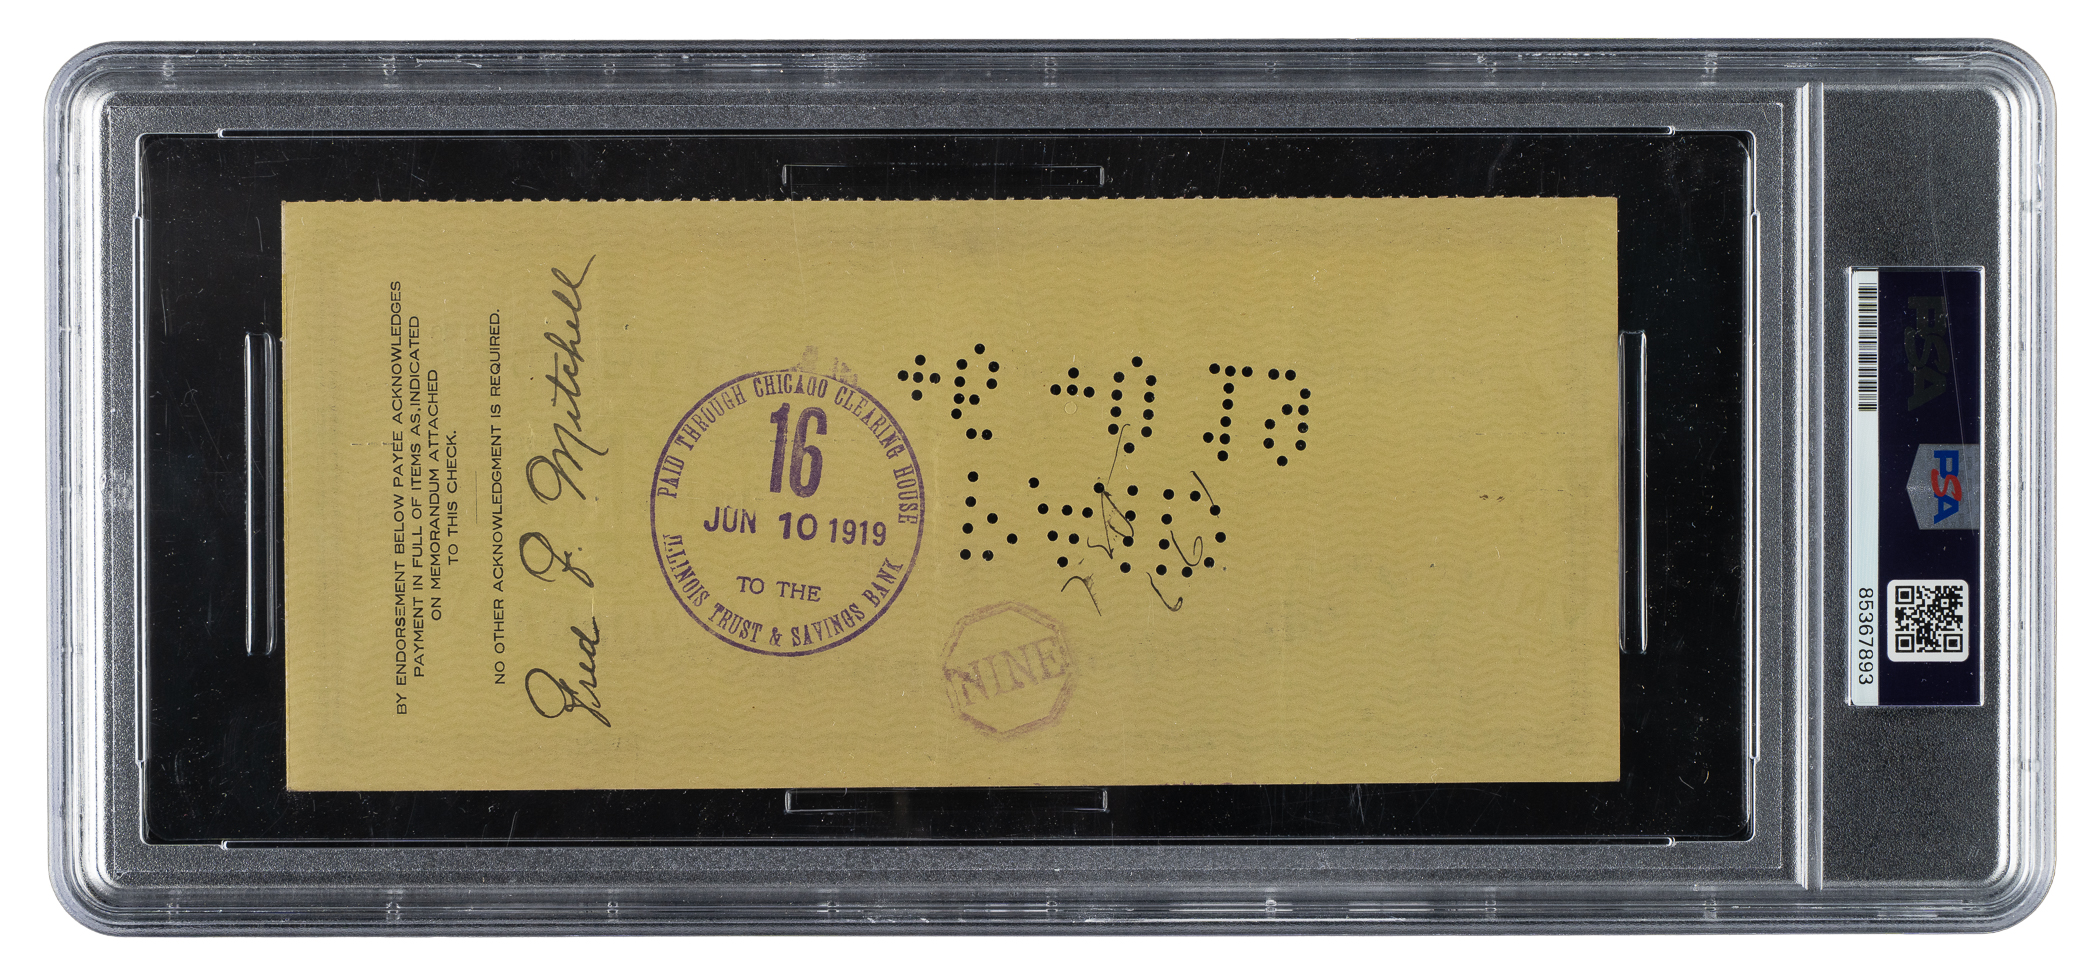 BY ENDORSEMENT BELOW PAYEE ACKNOWLEDGES
PAYMENT IN FULL OF ITEMS AS INDICATED
ON MEMORANDUM ATTACHED
TO THIS CHECK.
NO OTHER ACKNOWLEDGMENT IS REQUIRED.
Fred F. Mitchell
PAID THROUGH CHICAGO CLEARING HOUSE
16
JUN 10 1919
TO THE
ILLINOIS TRUST & SAVINGS BANK
NINE
PSA
PSA
85367893